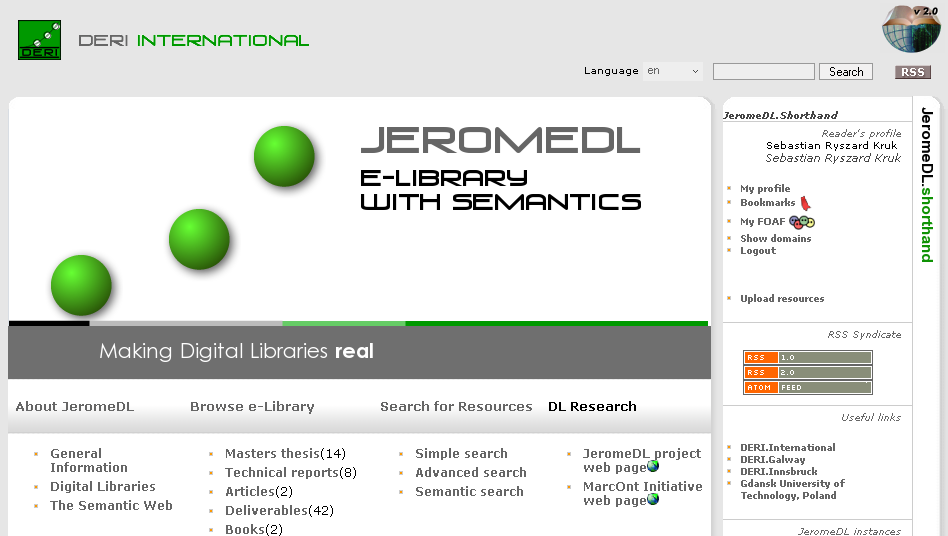 v 2.0
DERI
DERI INTERNATIONAL
Language en Search RSS
JEROMEDL
E-LIBRARY
WITH SEMANTICS
Making Digital Libraries real
About JeromeDL
General
Information
Digital Libraries
The Semantic Web
Browse e-Library
Masters thesis(14)
Technical reports(8)
Articles(2)
Deliverables(42)
Books(2)
Search for Resources
Simple search
Advanced search
Semantic search
DL Research
JeromeDL project
web page
MarcOnt Initiative
web page
JeromeDL.Shorthand
Reader's profile
Sebastian Ryszard Kruk
Sebastian Ryszard Kruk
My profile
Bookmarks
My FOAF
Show domains
Logout
Upload resources
RSS Syndicate
RSS 1.0
RSS 2.0
ATOM FEED
Useful links
DERI.International
DERI.Galway
DERI.Innsbruck
Gdansk University of
Technology, Poland
JeromeDL instances
JeromeDL.shorthand